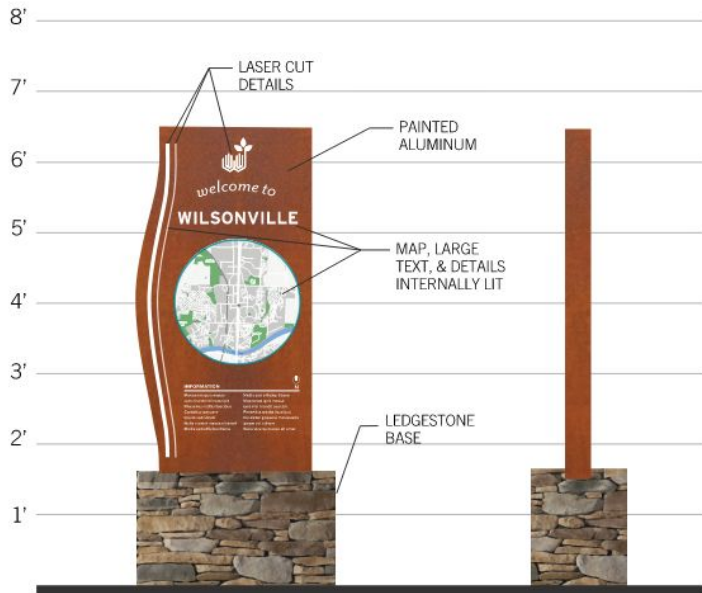 8'
7'
6'
5'
4'
3'
2'
1'
LASER CUT
DETAILS
PAINTED
ALUMINUM
welcome to
WILSONVILLE
MAP, LARGE
TEXT, & DETAILS
INTERNALLY LIT
INFORMATION
LEDGESTONE
BASE